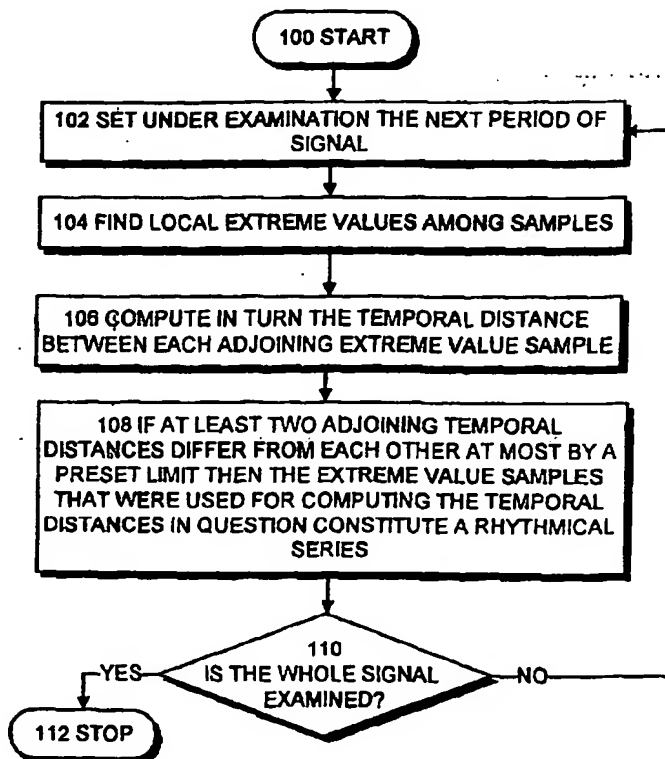 100 START
102 SET UNDER EXAMINATION THE NEXT PERIOD OF
SIGNAL
104 FIND LOCAL EXTREME VALUES AMONG SAMPLES
106 COMPUTE IN TURN THE TEMPORAL DISTANCE
BETWEEN EACH ADJOINING EXTREME VALUE SAMPLE
108 IF AT LEAST TWO ADJOINING TEMPORAL
DISTANCES DIFFER FROM EACH OTHER AT MOST BY A
PRESET LIMIT THEN THE EXTREME VALUE SAMPLES
THAT WERE USED FOR COMPUTING THE TEMPORAL
DISTANCES IN QUESTION CONSTITUTE A RHYTHMICAL
SERIES
110
IS THE WHOLE SIGNAL
EXAMINED?
YES
NO
112 STOP